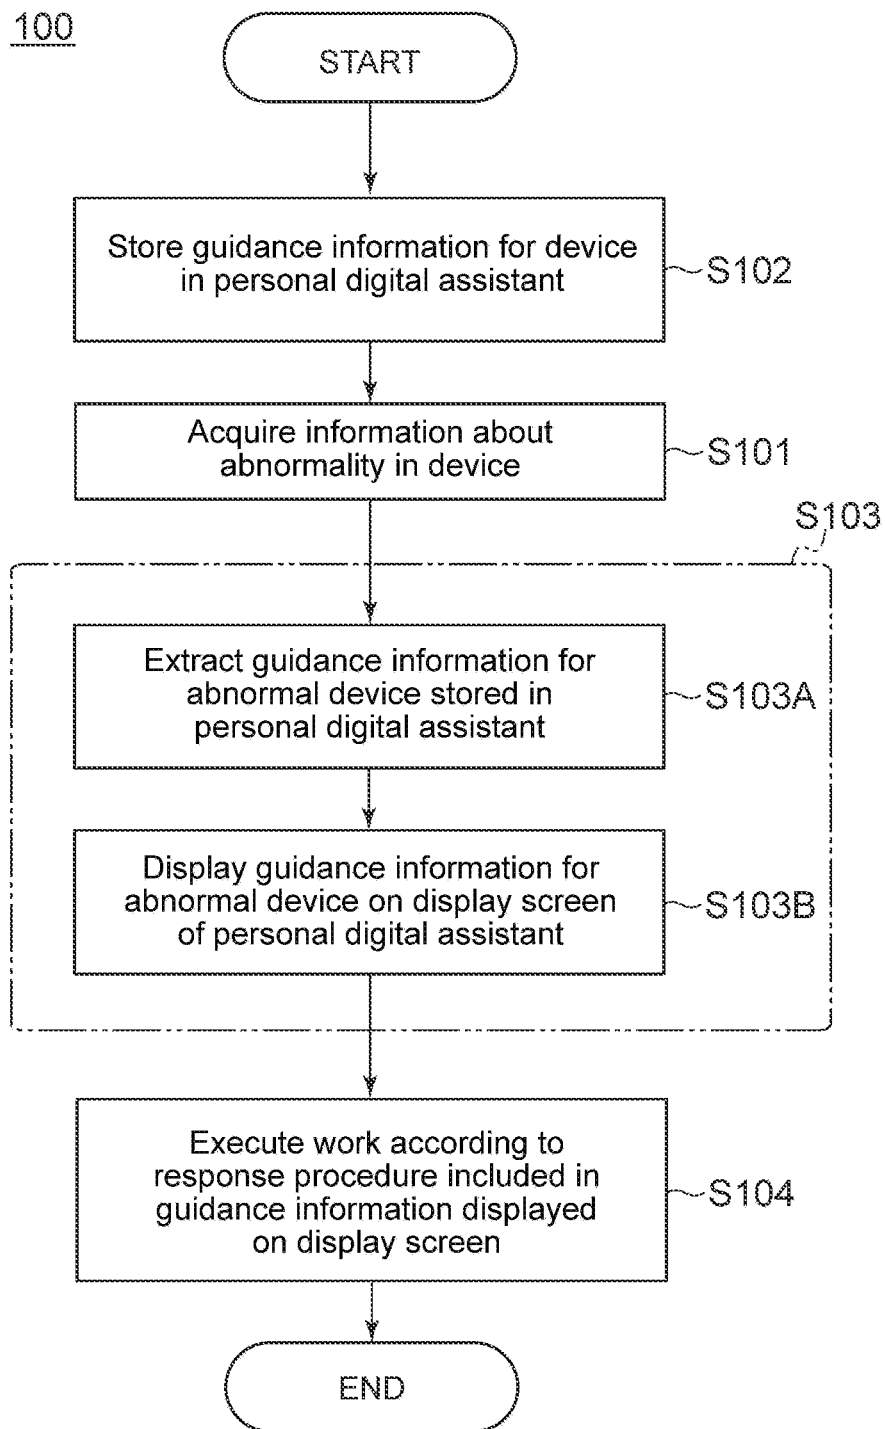 100
START
Store guidance information for device
in personal digital assistant
S102
Acquire information about
abnormality in device
S101
S103
Extract guidance information for
abnormal device stored in
personal digital assistant
S103A
Display guidance information for
abnormal device on display screen
of personal digital assistant
S103B
Execute work according to
response procedure included in
guidance information displayed
on display screen
S104
END